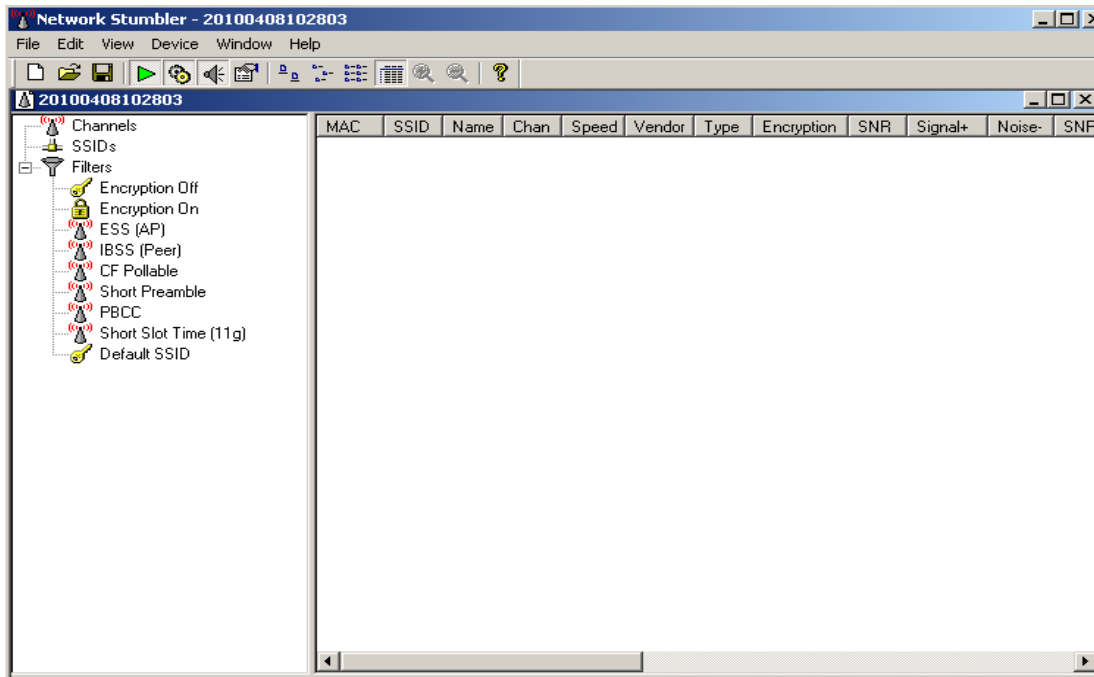 Network Stumbler - 20100408102803
File Edit View Device Window Help
20100408102803
Channels
SSIDs
Filters
Encryption Off
Encryption On
ESS (AP)
IBSS (Peer)
CF Pollable
Short Preamble
PBCC
Short Slot Time (11g)
Default SSID
MAC SSID Name Chan Speed Vendor Type Encryption SNR Signal+ Noise-